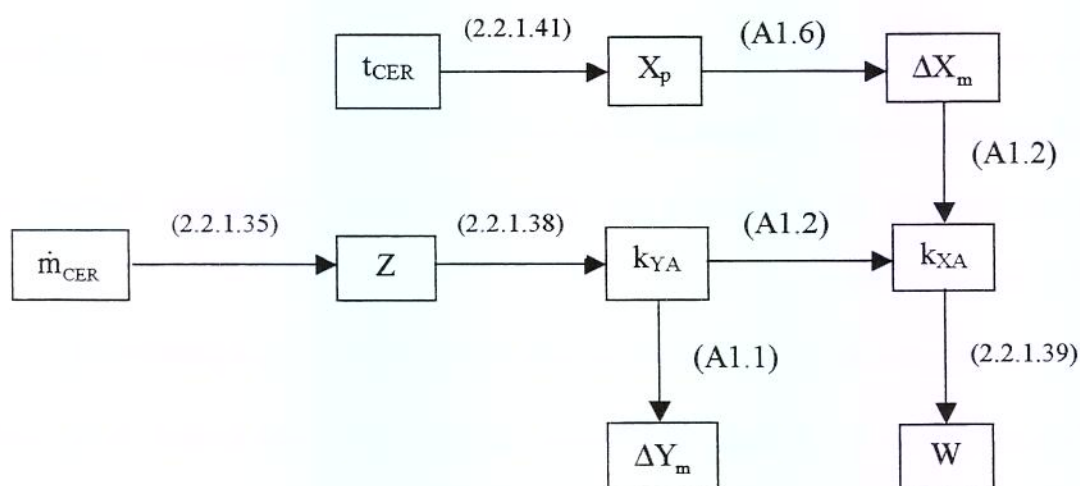 (2.2.1.41) (A1.6)
t_CER X_p ΔX_m
(A1.2)
(2.2.1.35) (2.2.1.38) (A1.2)
ṁ_CER Z k_YA k_XA
(A1.1) (2.2.1.39)
ΔY_m W